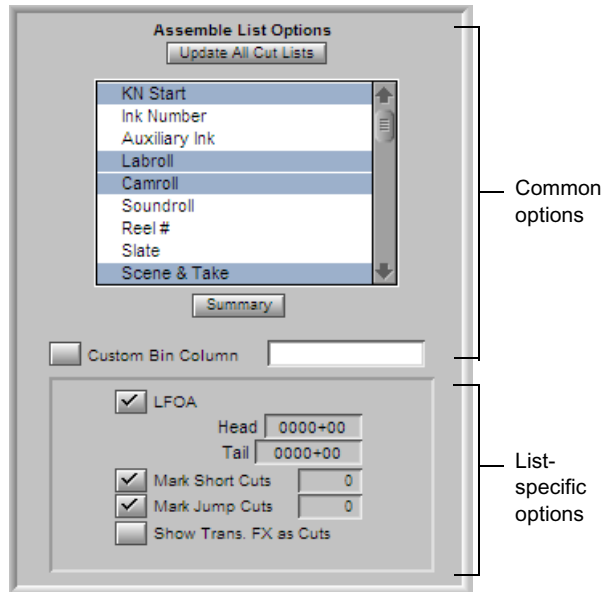 Assemble List Options
Update All Cut Lists
KN Start
Ink Number
Auxiliary Ink
Labroll
Camroll
Soundroll
Reel #
Slate
Scene & Take
Summary
Custom Bin Column
Common
options
LFOA
Head 0000+00
Tail 0000+00
Mark Short Cuts 0
Mark Jump Cuts 0
Show Trans. FX as Cuts
List-
specific
options